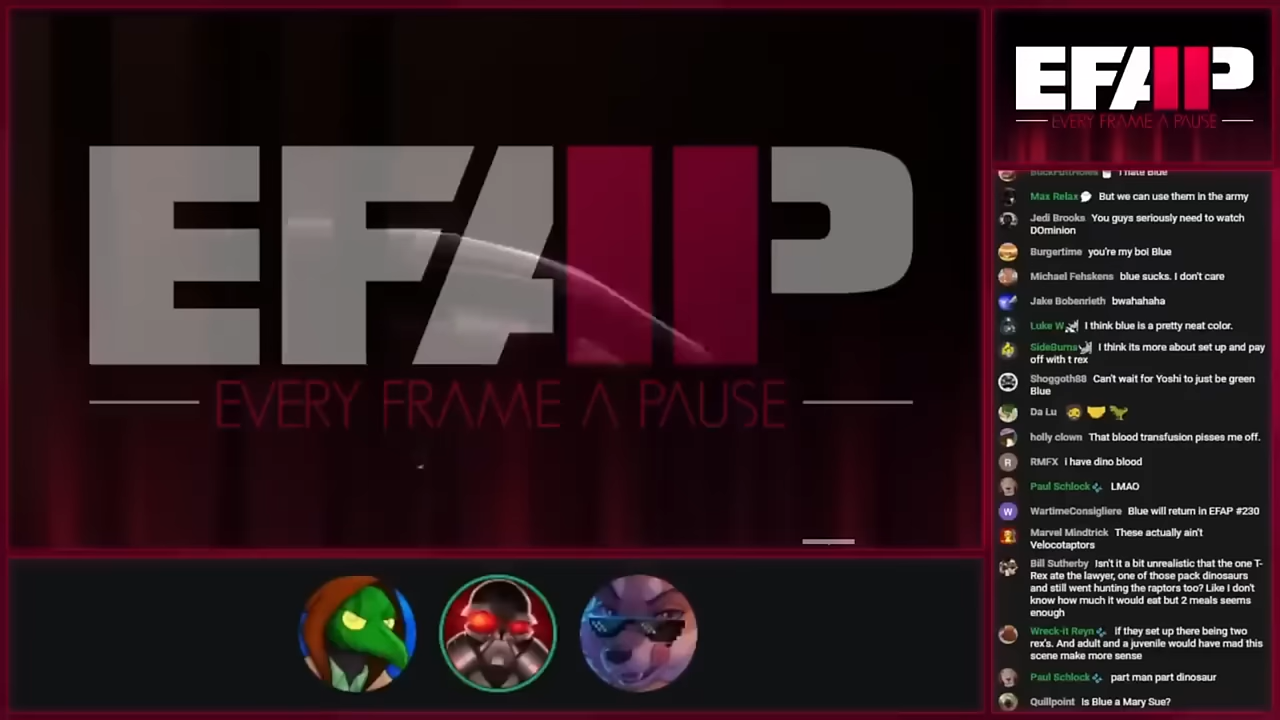 EFAP
EVERY FRAME A PAUSE
EFAP
EVERY FRAME A PAUSE
I hate Blue
Max Relax But we can use them in the army
Jedi Brooks You guys seriously need to watch
DOminion
Burgertime you're my boi Blue
Michael Fehskens blue sucks. I don't care
Jake Bobenrieth bwahahaha
Luke W I think blue is a pretty neat color.
SideBurns I think its more about set up and pay
off with t rex
Shoggoth88 Can't wait for Yoshi to just be green
Blue
Da Lu
holly clown That blood transfusion pisses me off.
R RMFX i have dino blood
Paul Schlock LMAO
W WartimeConsigliere Blue will return in EFAP #230
Marvel Mindtrick These actually ain't
Velocotaptors
Bill Sutherby Isn't it a bit unrealistic that the one T-
Rex ate the lawyer, one of those pack dinosaurs
and still went hunting the raptors too? Like I don't
know how much it would eat but 2 meals seems
enough
Wreck-it Reyn if they set up there being two
rex's. And adult and a juvenile would have mad this
scene make more sense
Paul Schlock part man part dinosaur
Quillpoint Is Blue a Mary Sue?